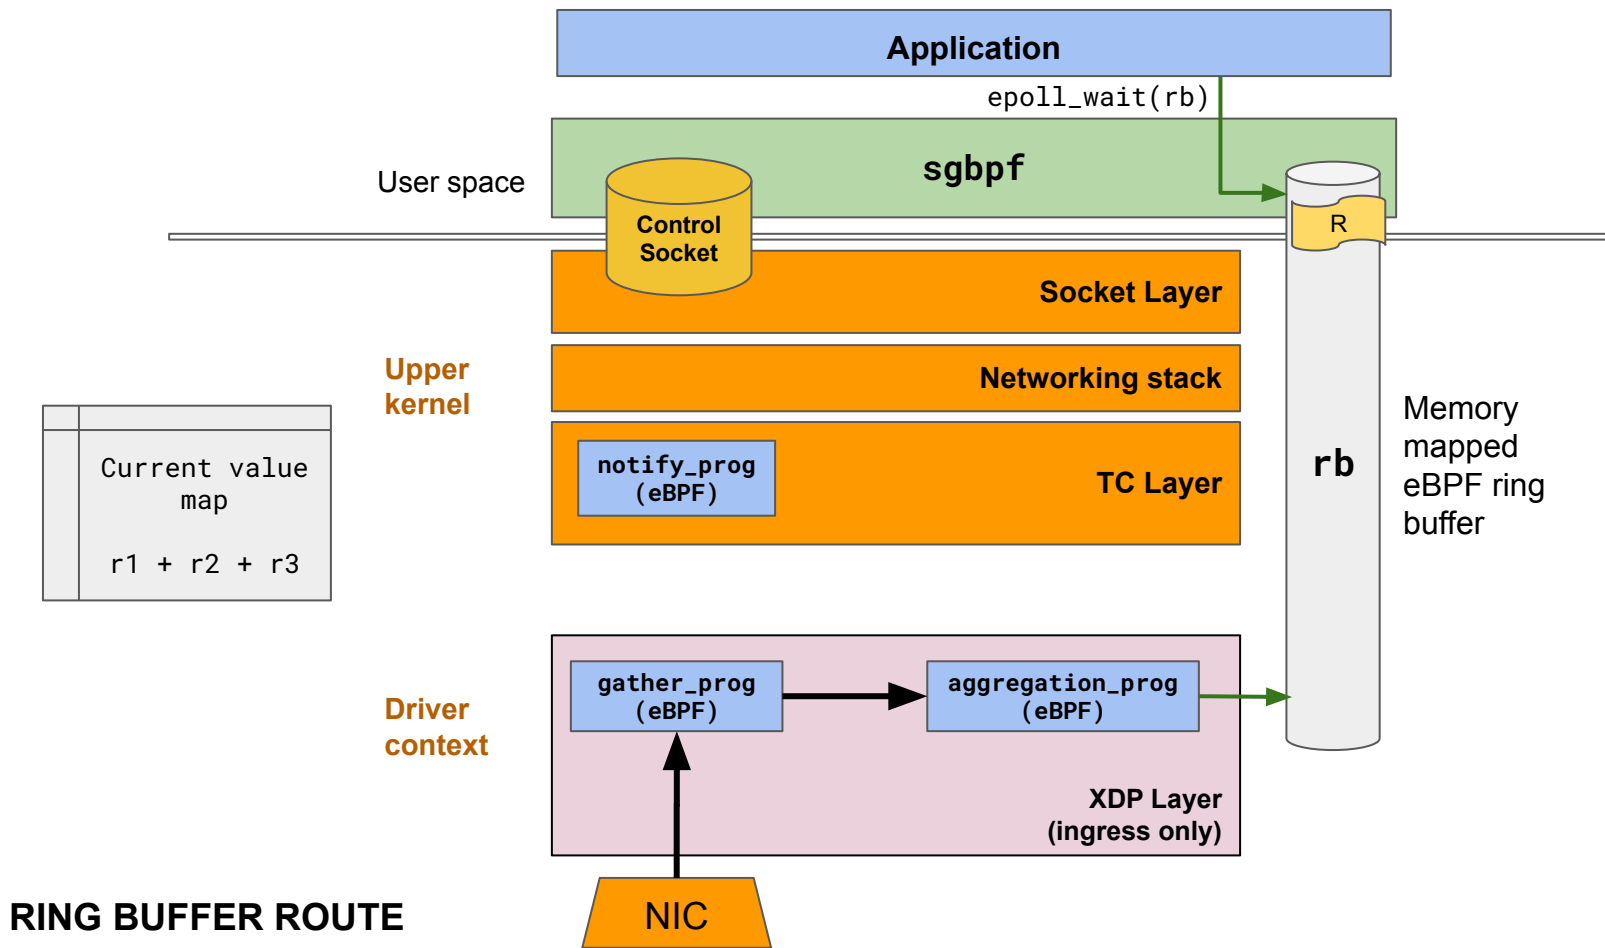 Application
epoll_wait(rb)
sgbpf
User space
Control
Socket
R
Socket Layer
Upper
kernel
Networking stack
Current value
map
r1 + r2 + r3
notify_prog
(eBPF)
TC Layer
rb
Memory
mapped
eBPF ring
buffer
Driver
context
gather_prog
(eBPF)
aggregation_prog
(eBPF)
XDP Layer
(ingress only)
NIC
RING BUFFER ROUTE